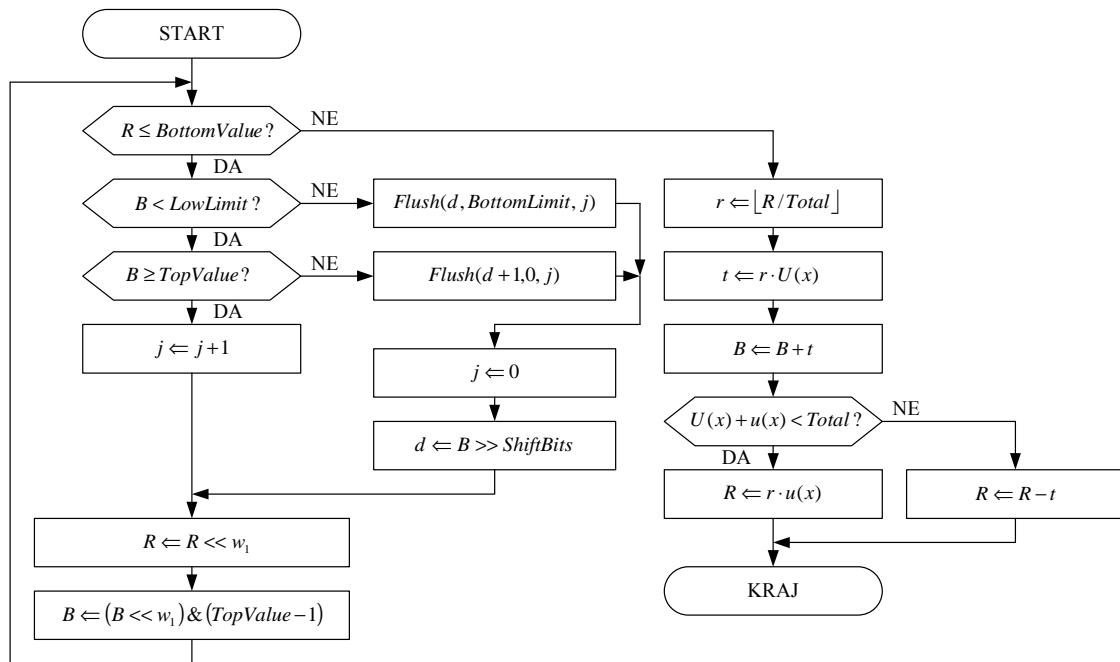 START
R ≤ BottomValue?
NE
DA
B < LowLimit?
NE
Flush(d, BottomLimit, j)
DA
B ≥ TopValue?
NE
Flush(d+1,0, j)
DA
j ⇐ j+1
j ⇐ 0
d ⇐ B >> ShiftBits
R ⇐ R << w₁
B ⇐ (B << w₁) & (TopValue−1)
r ⇐ ⌊R/Total⌋
t ⇐ r·U(x)
B ⇐ B+t
U(x)+u(x) < Total?
NE
DA
R ⇐ r·u(x)
R ⇐ R−t
KRAJ